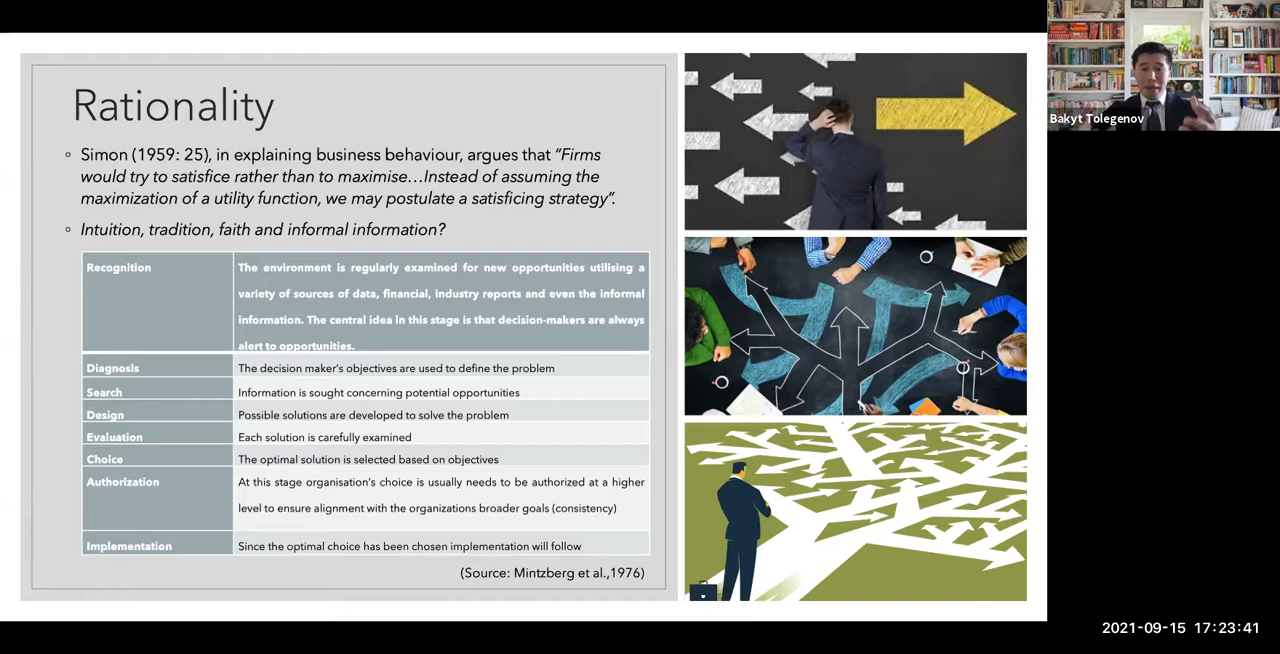 Rationality
◦ Simon (1959: 25), in explaining business behaviour, argues that “Firms
would try to satisfice rather than to maximise…Instead of assuming the
maximization of a utility function, we may postulate a satisficing strategy”.
◦ Intuition, tradition, faith and informal information?
Recognition
The environment is regularly examined for new opportunities utilising a
variety of sources of data, financial, industry reports and even the informal
information. The central idea in this stage is that decision-makers are always
alert to opportunities.
Diagnosis The decision maker’s objectives are used to define the problem
Search Information is sought concerning potential opportunities
Design Possible solutions are developed to solve the problem
Evaluation Each solution is carefully examined
Choice The optimal solution is selected based on objectives
Authorization At this stage organisation’s choice is usually needs to be authorized at a higher
level to ensure alignment with the organizations broader goals (consistency)
Implementation Since the optimal choice has been chosen implementation will follow
(Source: Mintzberg et al.,1976)
Bakyt Tolegenov
2021-09-15 17:23:41